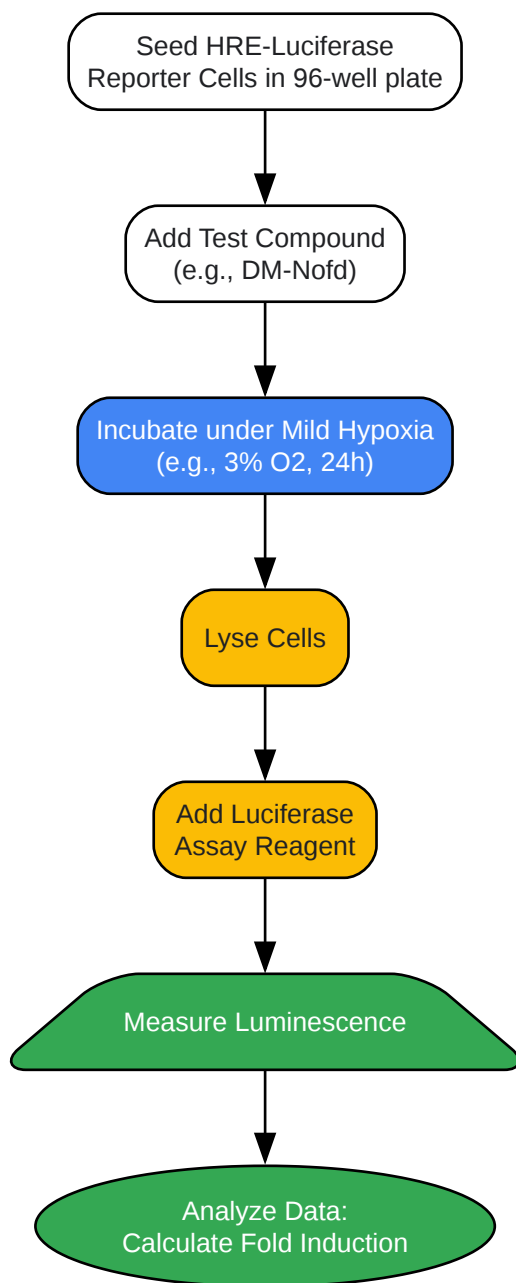 Seed HRE-Luciferase
Reporter Cells in 96-well plate
Add Test Compound
(e.g., DM-Nofd)
Incubate under Mild Hypoxia
(e.g., 3% O2, 24h)
Lyse Cells
Add Luciferase
Assay Reagent
Measure Luminescence
Analyze Data:
Calculate Fold Induction